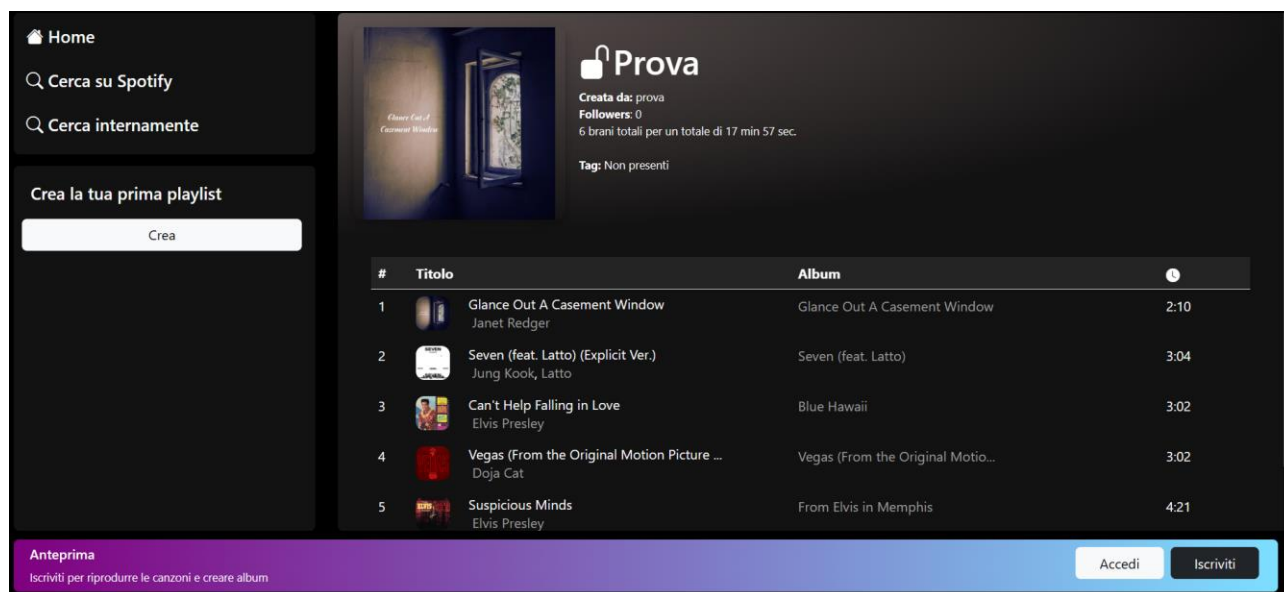 Home
Cerca su Spotify
Cerca internamente
Crea la tua prima playlist
Crea
Glance Out A
Casement Window
Prova
Creata da: prova
Followers: 0
6 brani totali per un totale di 17 min 57 sec.
Tag: Non presenti
# Titolo Album
1 Glance Out A Casement Window Glance Out A Casement Window 2:10
Janet Redger
2 Seven (feat. Latto) (Explicit Ver.) Seven (feat. Latto) 3:04
Jung Kook, Latto
3 Can't Help Falling in Love Blue Hawaii 3:02
Elvis Presley
4 Vegas (From the Original Motion Picture ... Vegas (From the Original Motio... 3:02
Doja Cat
5 Suspicious Minds From Elvis in Memphis 4:21
Elvis Presley
Anteprima
Iscriviti per riprodurre le canzoni e creare album
Accedi Iscriviti